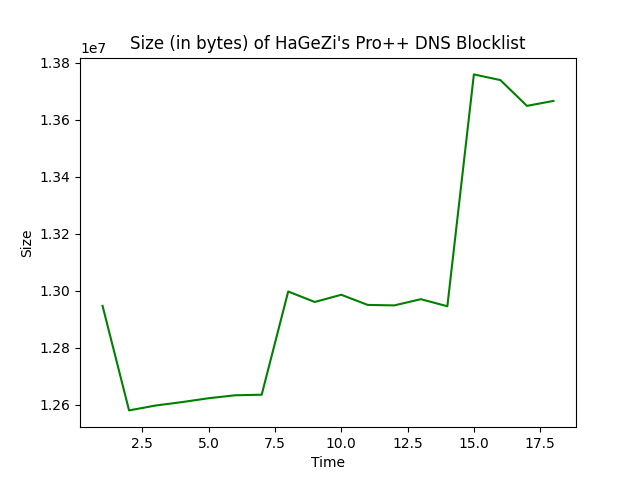 Size (in bytes) of HaGeZi's Pro++ DNS Blocklist
1e7
1.38
1.36
1.34
1.32
1.30
1.28
1.26
Size
2.5 5.0 7.5 10.0 12.5 15.0 17.5
Time